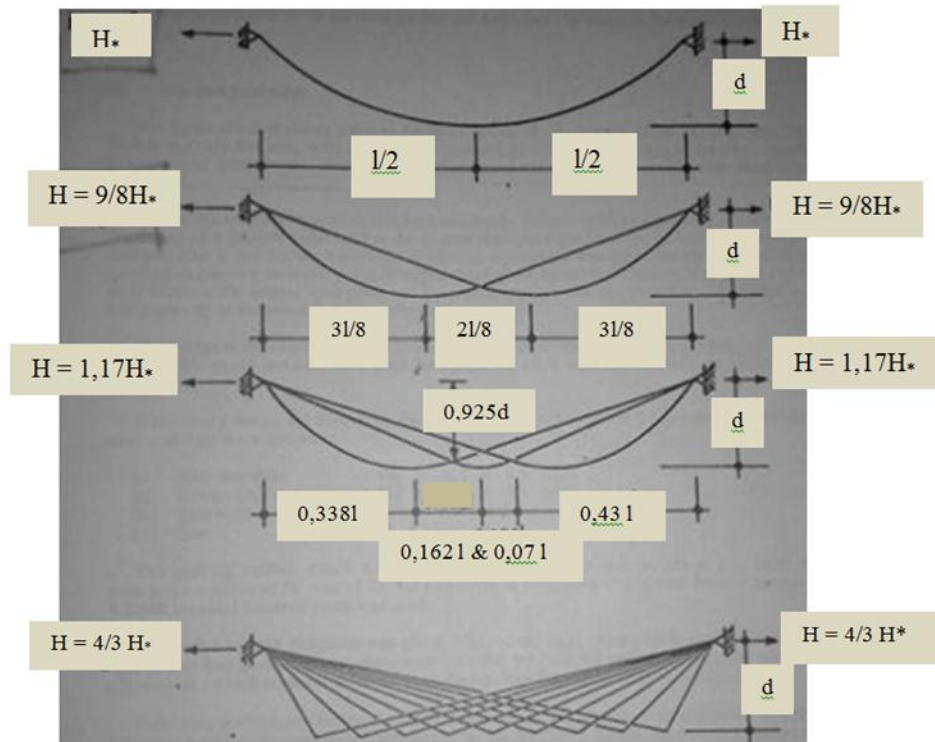 H*
H*
d
l/2
l/2
H = 9/8H*
H = 9/8H*
d
3l/8
2l/8
3l/8
H = 1,17H*
H = 1,17H*
0,925d
d
0,338l
0,43 l
0,162 l & 0,07 l
H = 4/3 H*
H = 4/3 H*
d